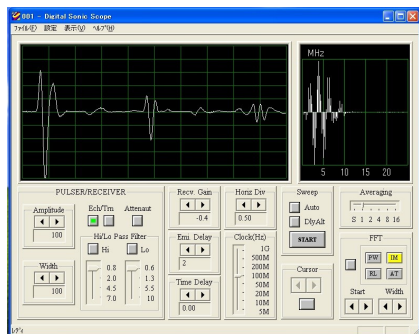 001 - Digital Sonic Scope
ファイル(F) 設定 表示(V) ヘルプ(H)
MHz
5 10 15 20
PULSER/RECEIVER
Amplitude
100
Width
100
Ech/Trn Attenaut
Hi/Lo Pass Filter
Hi Lo
0.8 0.6
2.0 1.3
4.5 5.5
7.0 10
Recv. Gain
-0.4
Emi. Delay
2
Time Delay
0.00
Horiz Div
0.50
Clock(Hz)
1G
500M
200M
100M
50M
20M
10M
5M
Sweep
Auto
DlyAlt
START
Cursor
Averaging
S 1 2 4 8 16
FFT
PW IM
RL AT
Start Width
ﾚﾃﾞｨ